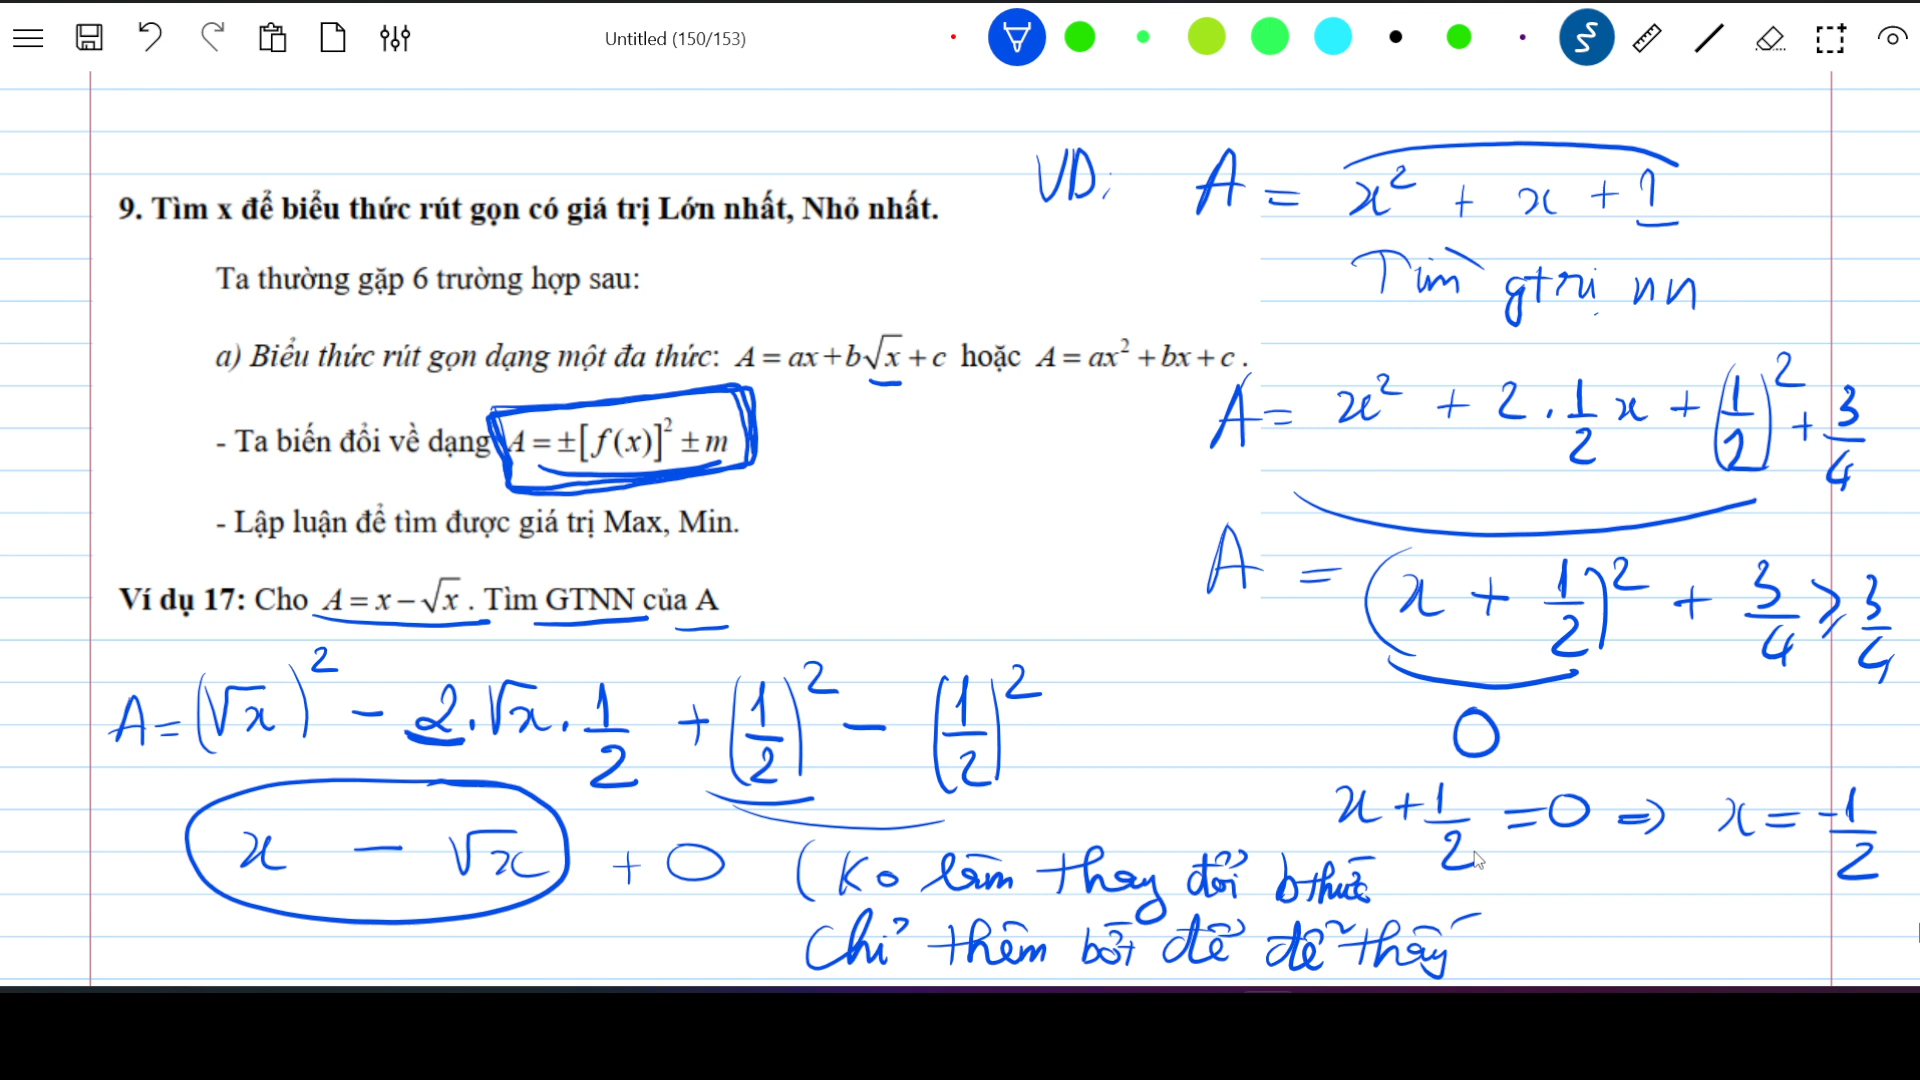 Untitled (150/153)
9. Tìm x để biểu thức rút gọn có giá trị Lớn nhất, Nhỏ nhất.
Ta thường gặp 6 trường hợp sau:
a) Biểu thức rút gọn dạng một đa thức: A = ax + b√x + c hoặc A = ax² + bx + c .
- Ta biến đổi về dạng A = ±[f(x)]² ± m
- Lập luận để tìm được giá trị Max, Min.
Ví dụ 17: Cho A = x − √x . Tìm GTNN của A
A = (√x)² − 2.√x.1/2 + (1/2)² − (1/2)²
x − √x + 0 (Ko làm thay đổi bthức
chỉ thêm bớt để dễ thấy
VD: A = x² + x + 1
Tìm gtrị nn
A = x² + 2.1/2 x + (1/2)² + 3/4
A = (x + 1/2)² + 3/4 ⩾ 3/4
0
x + 1/2 = 0 => x = -1/2